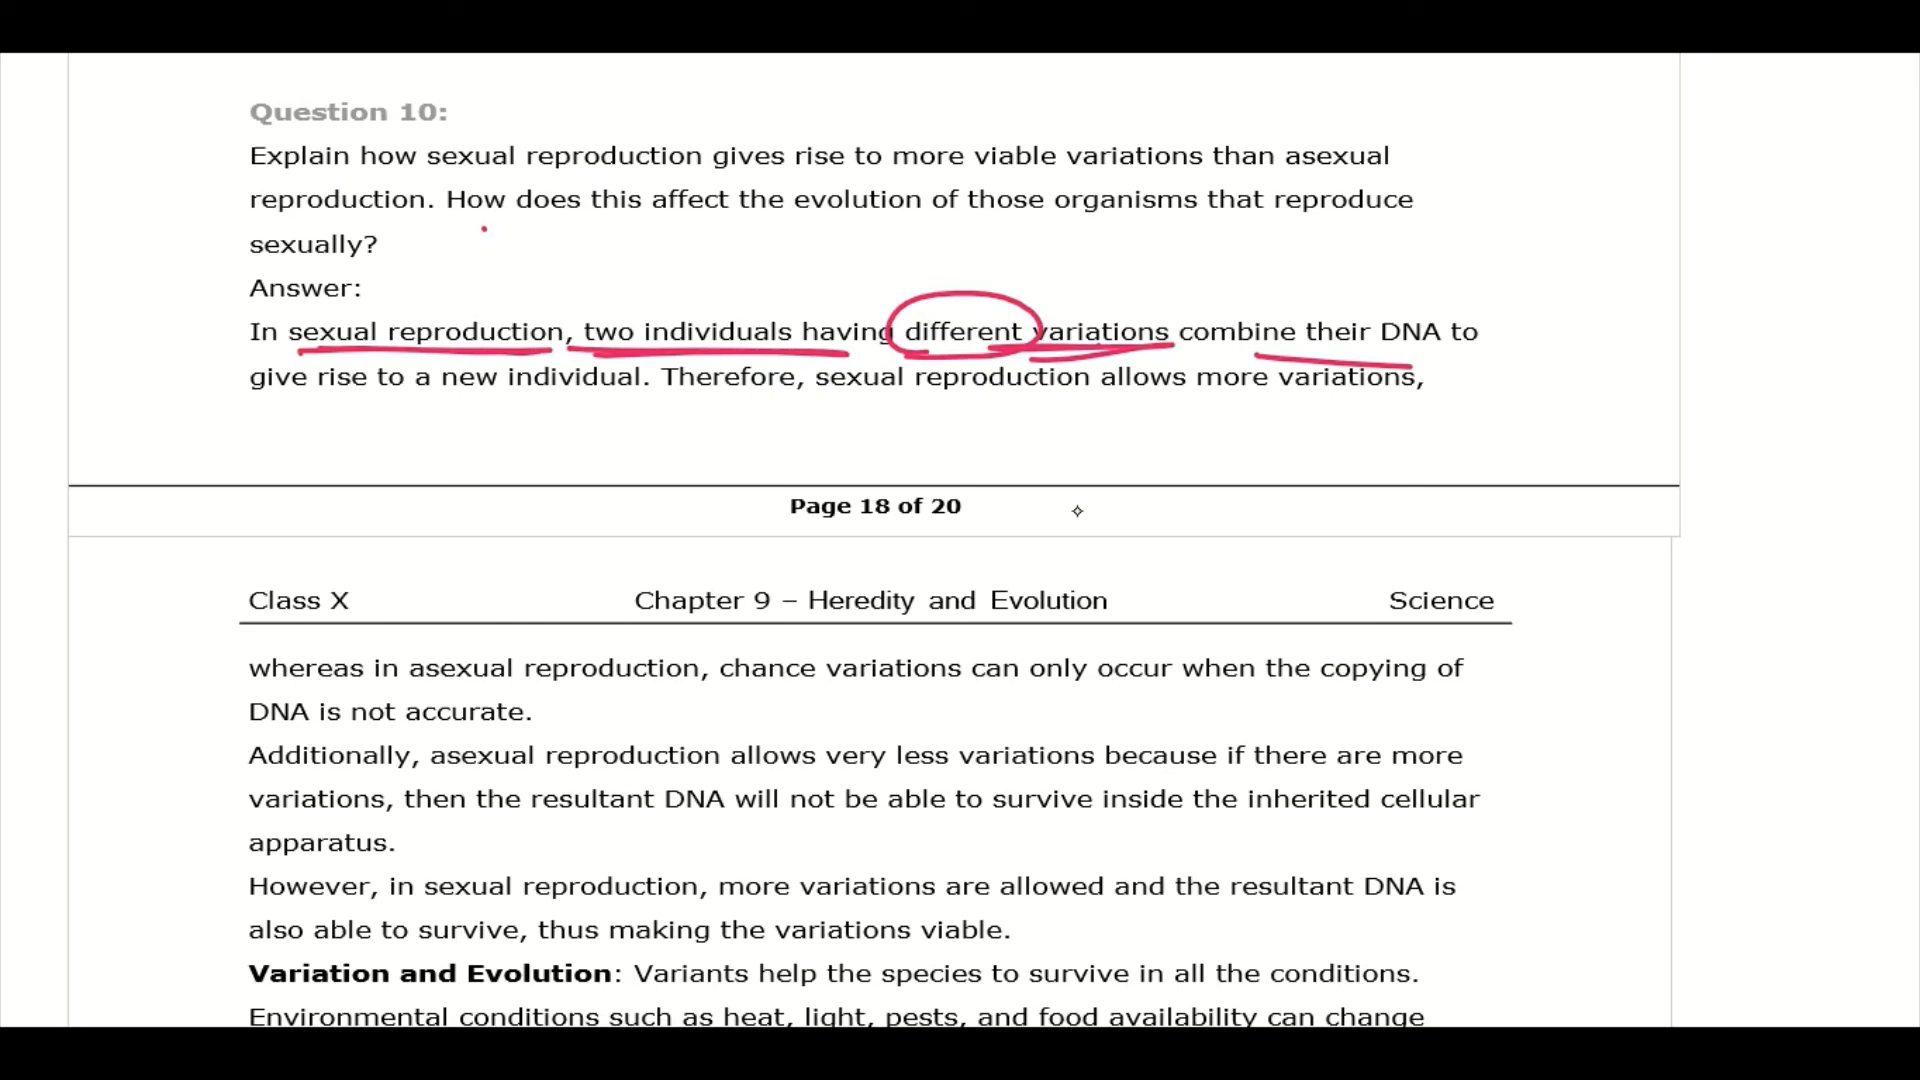 Question 10:
Explain how sexual reproduction gives rise to more viable variations than asexual
reproduction. How does this affect the evolution of those organisms that reproduce
sexually?
Answer:
In sexual reproduction, two individuals having different variations combine their DNA to
give rise to a new individual. Therefore, sexual reproduction allows more variations,
Page 18 of 20
Class X Chapter 9 – Heredity and Evolution Science
whereas in asexual reproduction, chance variations can only occur when the copying of
DNA is not accurate.
Additionally, asexual reproduction allows very less variations because if there are more
variations, then the resultant DNA will not be able to survive inside the inherited cellular
apparatus.
However, in sexual reproduction, more variations are allowed and the resultant DNA is
also able to survive, thus making the variations viable.
Variation and Evolution: Variants help the species to survive in all the conditions.
Environmental conditions such as heat, light, pests, and food availability can change